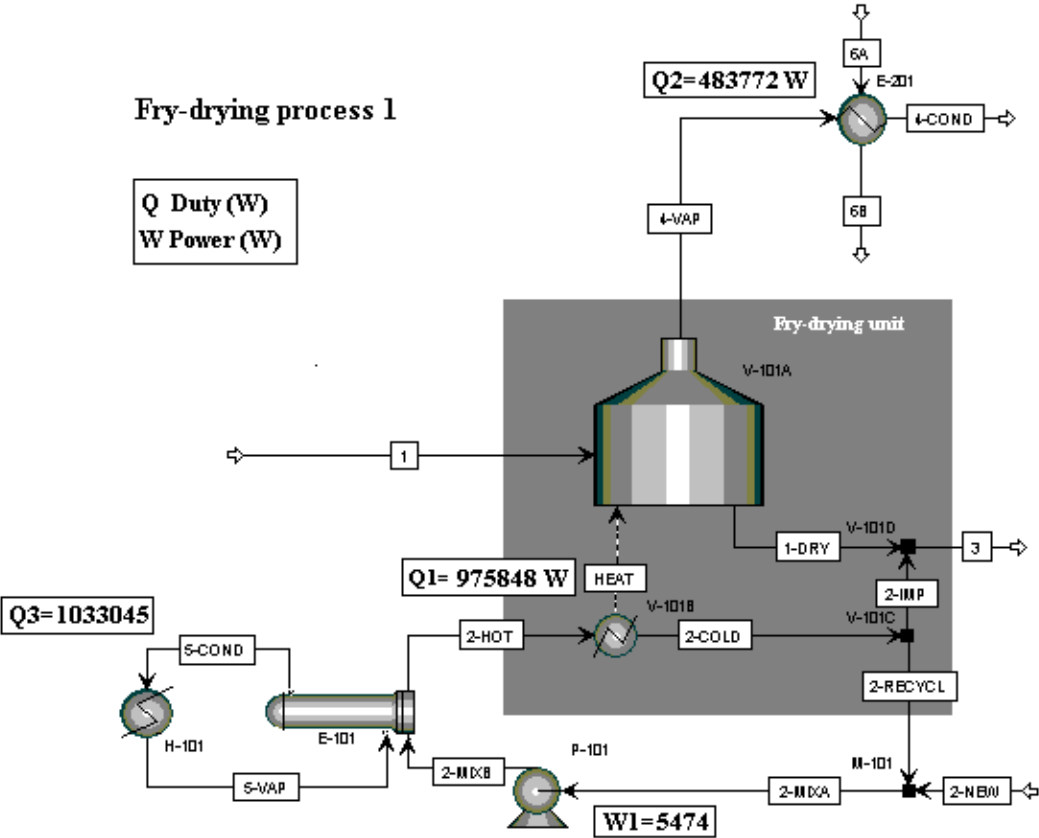 6A
Q2=483772 W
E-201
Fry-drying process 1
4-COND
Q Duty (W)
W Power (W)
4-VAP
6B
Fry-drying unit
V-101A
1
V-101D
1-DRY
3
Q1= 975848 W
HEAT
2-IMP
Q3=1033045
V-101B
V-101C
2-HOT
2-COLD
5-COND
2-RECYCL
H-101
E-101
P-101
2-MIXB
M-101
5-VAP
2-MIXA
2-NEW
W1=5474